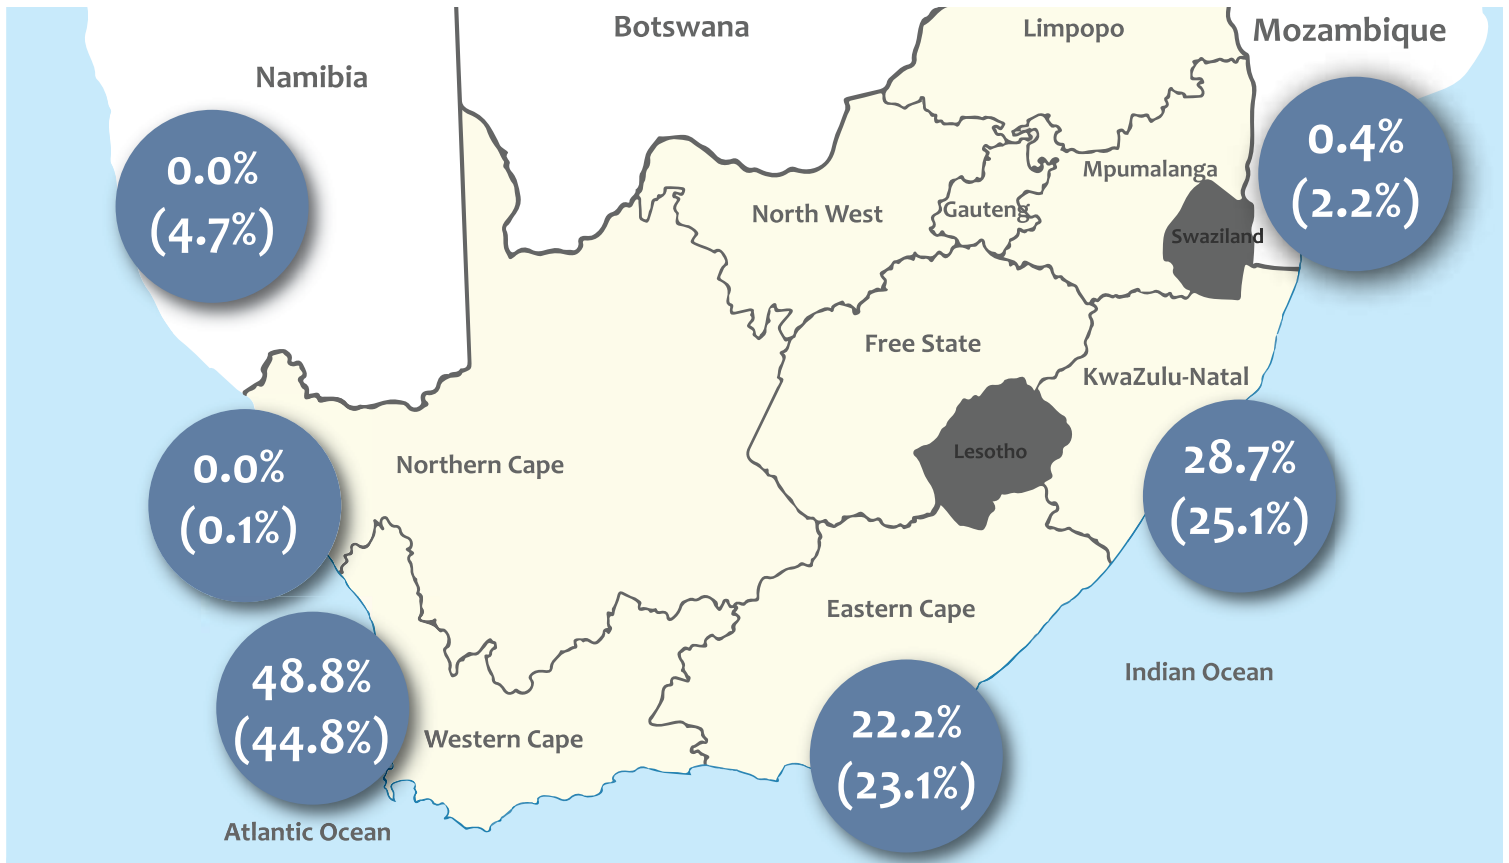 Botswana
Limpopo
Mozambique
Namibia
0.0%
(4.7%)
0.4%
(2.2%)
Mpumalanga
North West
Gauteng
Swaziland
Free State
KwaZulu-Natal
Lesotho
Northern Cape
0.0%
(0.1%)
28.7%
(25.1%)
Eastern Cape
Indian Ocean
48.8%
(44.8%)
Western Cape
22.2%
(23.1%)
Atlantic Ocean